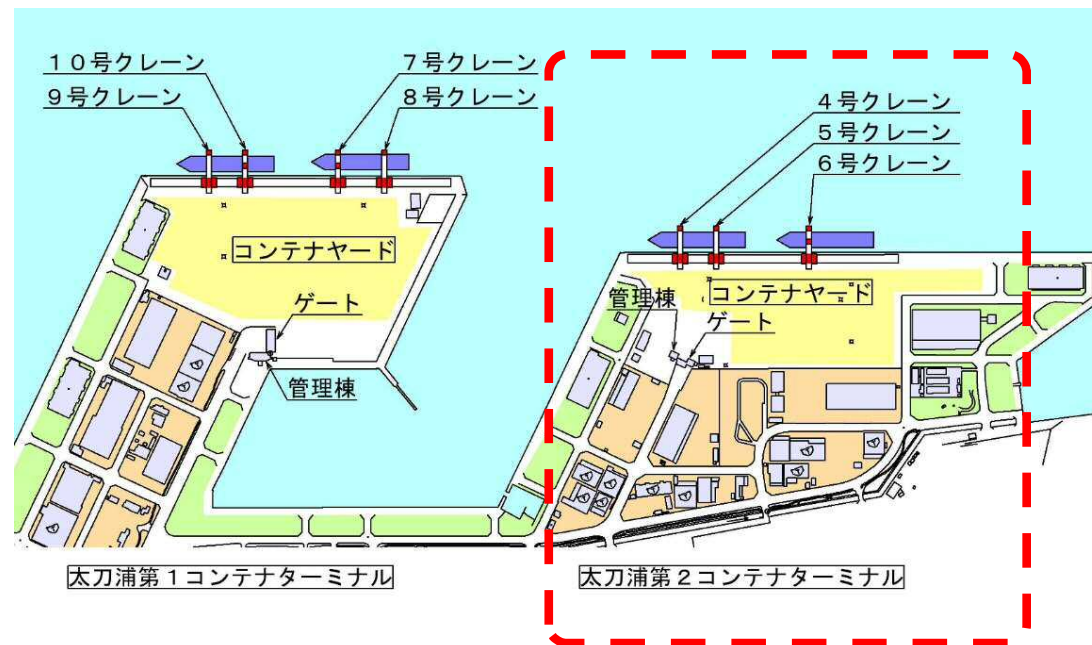 １０号クレーン
９号クレーン
７号クレーン
８号クレーン
コンテナヤード
ゲート
管理棟
太刀浦第１コンテナターミナル
４号クレーン
５号クレーン
６号クレーン
管理棟
コンテナヤード
ゲート
太刀浦第２コンテナターミナル